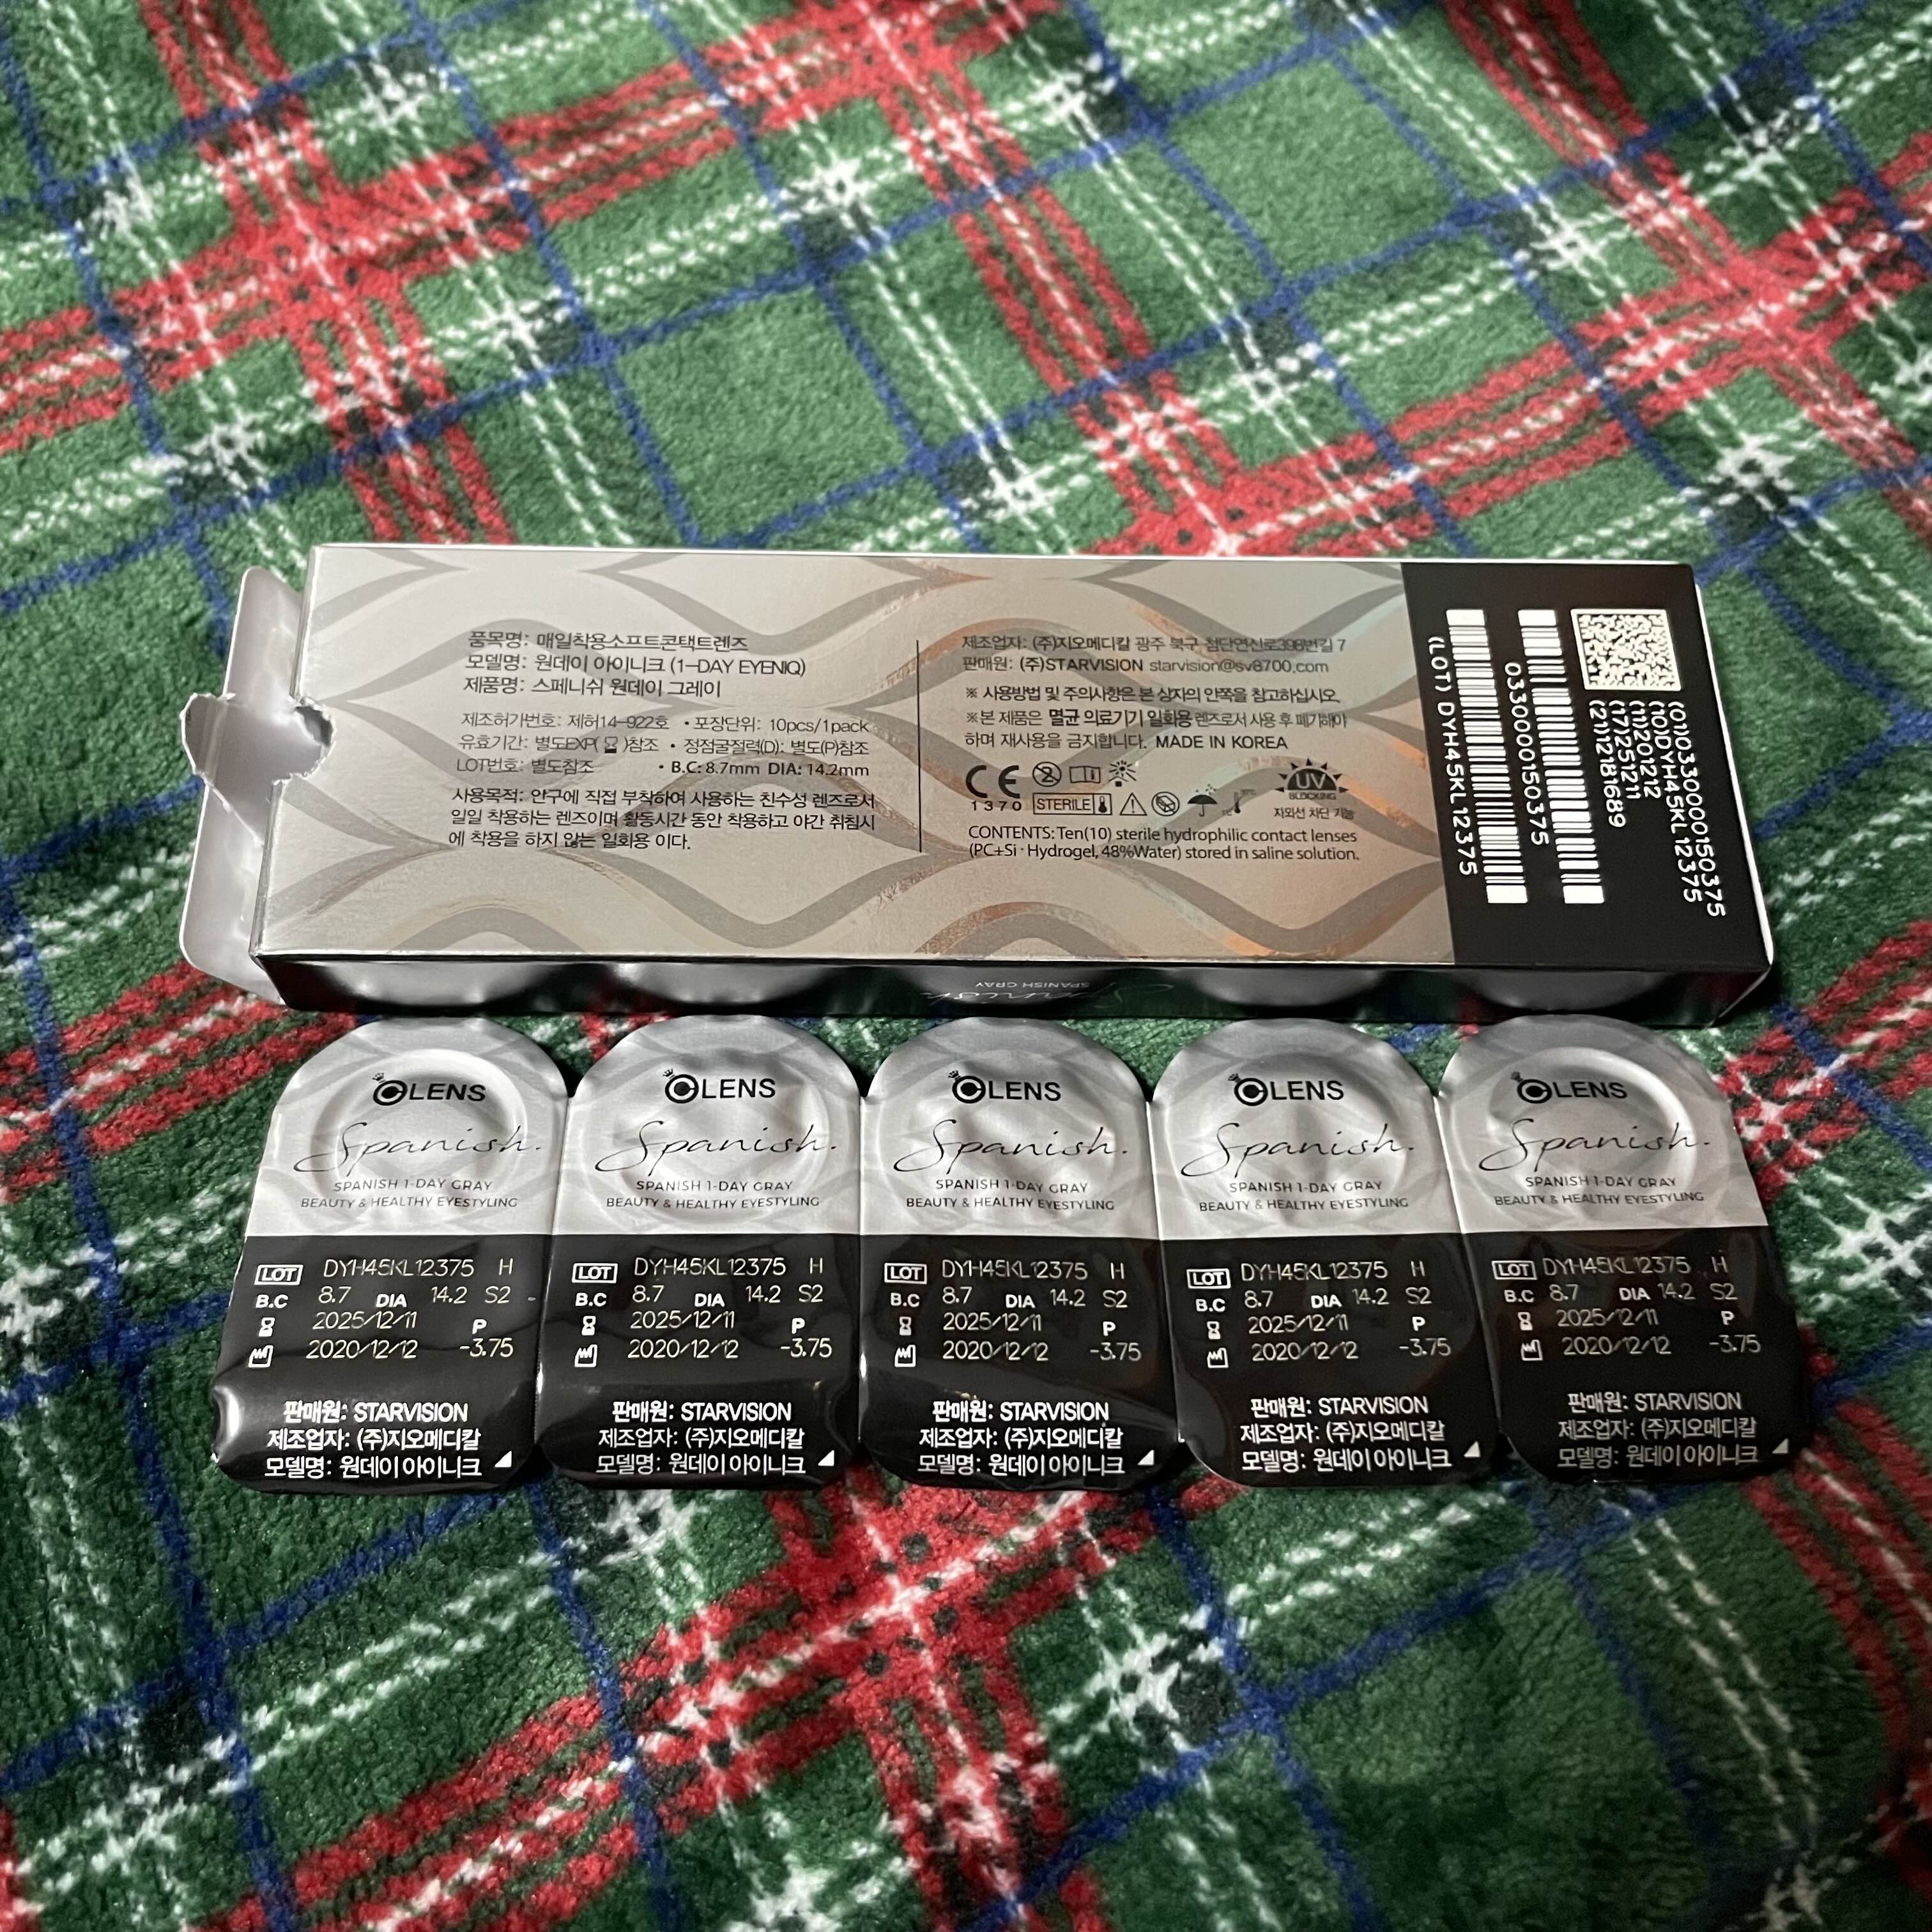 품목명: 매일착용소프트콘택트렌즈
모델명: 원데이 아이니크 (1-DAY EYENIQ)
제품명: 스페니쉬 원데이 그레이
제조허가번호: 제허14-922호 • 포장단위: 10pcs/1pack
유효기간: 별도EXP( )참조 • 정점굴절력(D): 별도(P)참조
LOT번호: 별도참조 • B.C: 8.7mm DIA: 14.2mm
사용목적: 안구에 직접 부착하여 사용하는 친수성 렌즈로서
일일 착용하는 렌즈이며 활동시간 동안 착용하고 야간 취침시
에 착용을 하지 않는 일회용 이다.
제조업자: (주)지오메디칼 광주 북구 첨단연신로398번길 7
판매원: (주)STARVISION starvision@sv8700.com
※ 사용방법 및 주의사항은 본 상자의 안쪽을 참고하십시오.
※본 제품은 멸균 의료기기 일회용 렌즈로서 사용 후 폐기해야
하며 재사용을 금지합니다. MADE IN KOREA
CE
1370 STERILE
UV
BLOCKING
자외선 차단 기능
CONTENTS: Ten(10) sterile hydrophilic contact lenses
(PC+Si · Hydrogel, 48%Water) stored in saline solution.
(LOT) DYH45KL12375
0330000150375
(01)0330000150375
(10)DYH45KL12375
(11)201212
(17)251211
(21)12181689
Spanish
SPANISH GRAY
OLENS
Spanish.
SPANISH 1-DAY GRAY
BEAUTY & HEALTHY EYESTYLING
LOT DYH45KL12375 H
B.C 8.7 DIA 14.2 S2
2025/12/11 P
2020/12/12 -3.75
판매원: STARVISION
제조업자: (주)지오메디칼
모델명: 원데이 아이니크
OLENS
Spanish.
SPANISH 1-DAY GRAY
BEAUTY & HEALTHY EYESTYLING
LOT DYH45KL12375 H
B.C 8.7 DIA 14.2 S2
2025/12/11 P
2020/12/12 -3.75
판매원: STARVISION
제조업자: (주)지오메디칼
모델명: 원데이 아이니크
OLENS
Spanish.
SPANISH 1-DAY GRAY
BEAUTY & HEALTHY EYESTYLING
LOT DYH45KL12375 H
B.C 8.7 DIA 14.2 S2
2025/12/11 P
2020/12/12 -3.75
판매원: STARVISION
제조업자: (주)지오메디칼
모델명: 원데이 아이니크
OLENS
Spanish.
SPANISH 1-DAY GRAY
BEAUTY & HEALTHY EYESTYLING
LOT DYH45KL12375 H
B.C 8.7 DIA 14.2 S2
2025/12/11 P
2020/12/12 -3.75
판매원: STARVISION
제조업자: (주)지오메디칼
모델명: 원데이 아이니크
OLENS
Spanish.
SPANISH 1-DAY GRAY
BEAUTY & HEALTHY EYESTYLING
LOT DYH45KL12375 H
B.C 8.7 DIA 14.2 S2
2025/12/11 P
2020/12/12 -3.75
판매원: STARVISION
제조업자: (주)지오메디칼
모델명: 원데이 아이니크